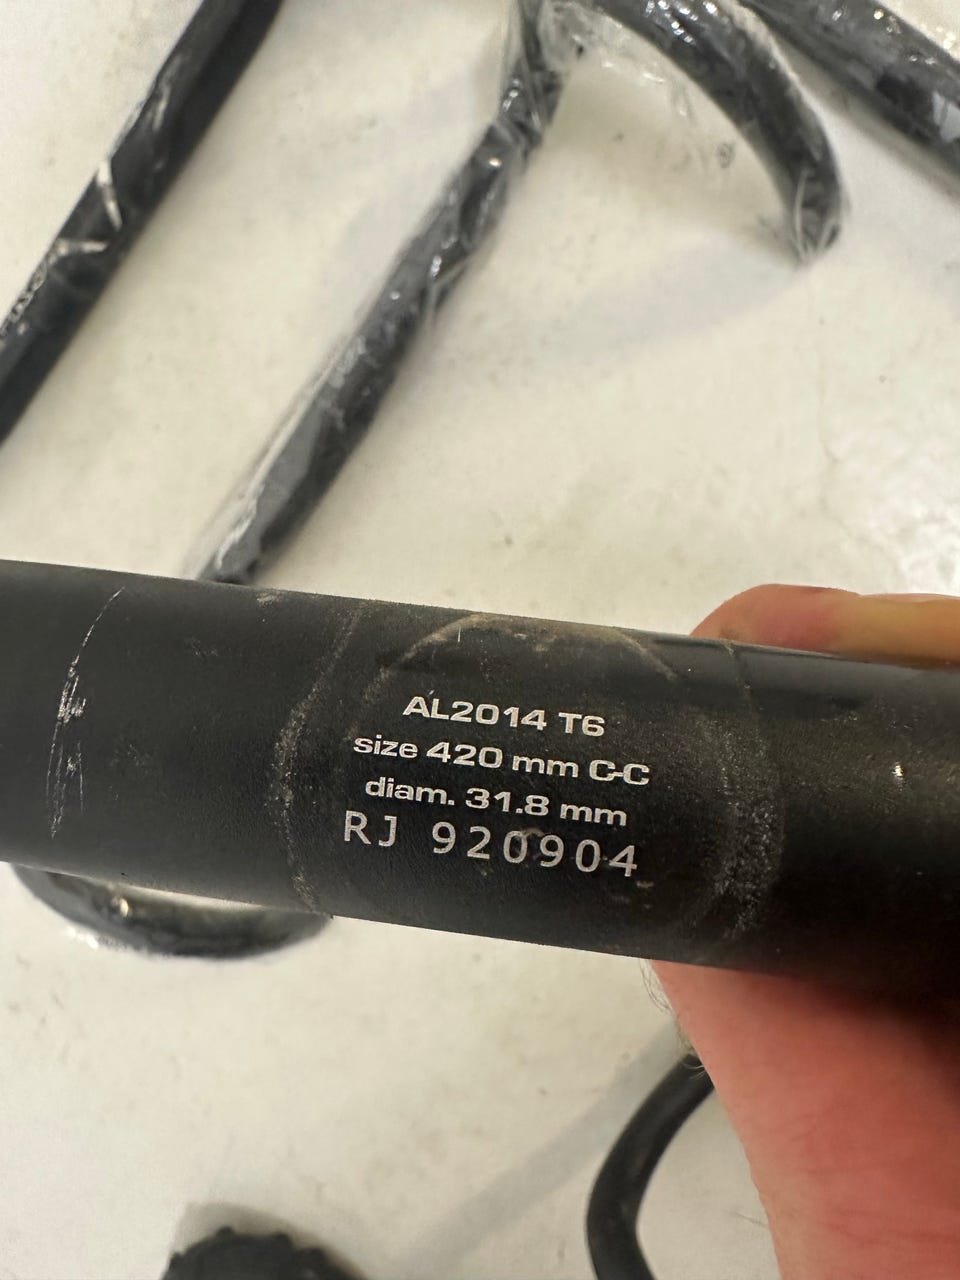 AL2014 T6
size 420 mm C-C
diam. 31.8 mm
RJ 920904